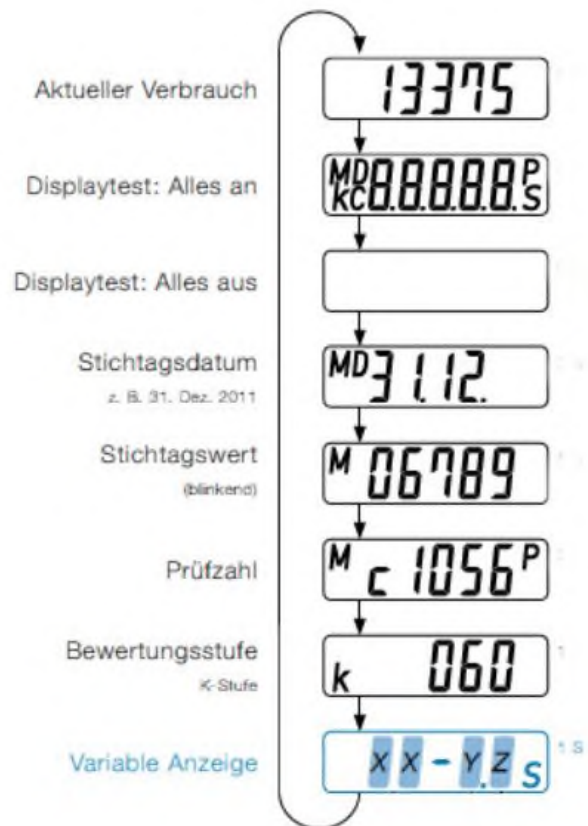 Aktueller Verbrauch
13375
Displaytest: Alles an
MD kC 8.8.8.8.8. P S
Displaytest: Alles aus
Stichtagsdatum
z. B. 31. Dez. 2011
MD 31.12.
Stichtagswert
(blinkend)
M 06789
Prüfzahl
M c 1056 P
Bewertungsstufe
K-Stufe
k 060
Variable Anzeige
X X - Y.Z S